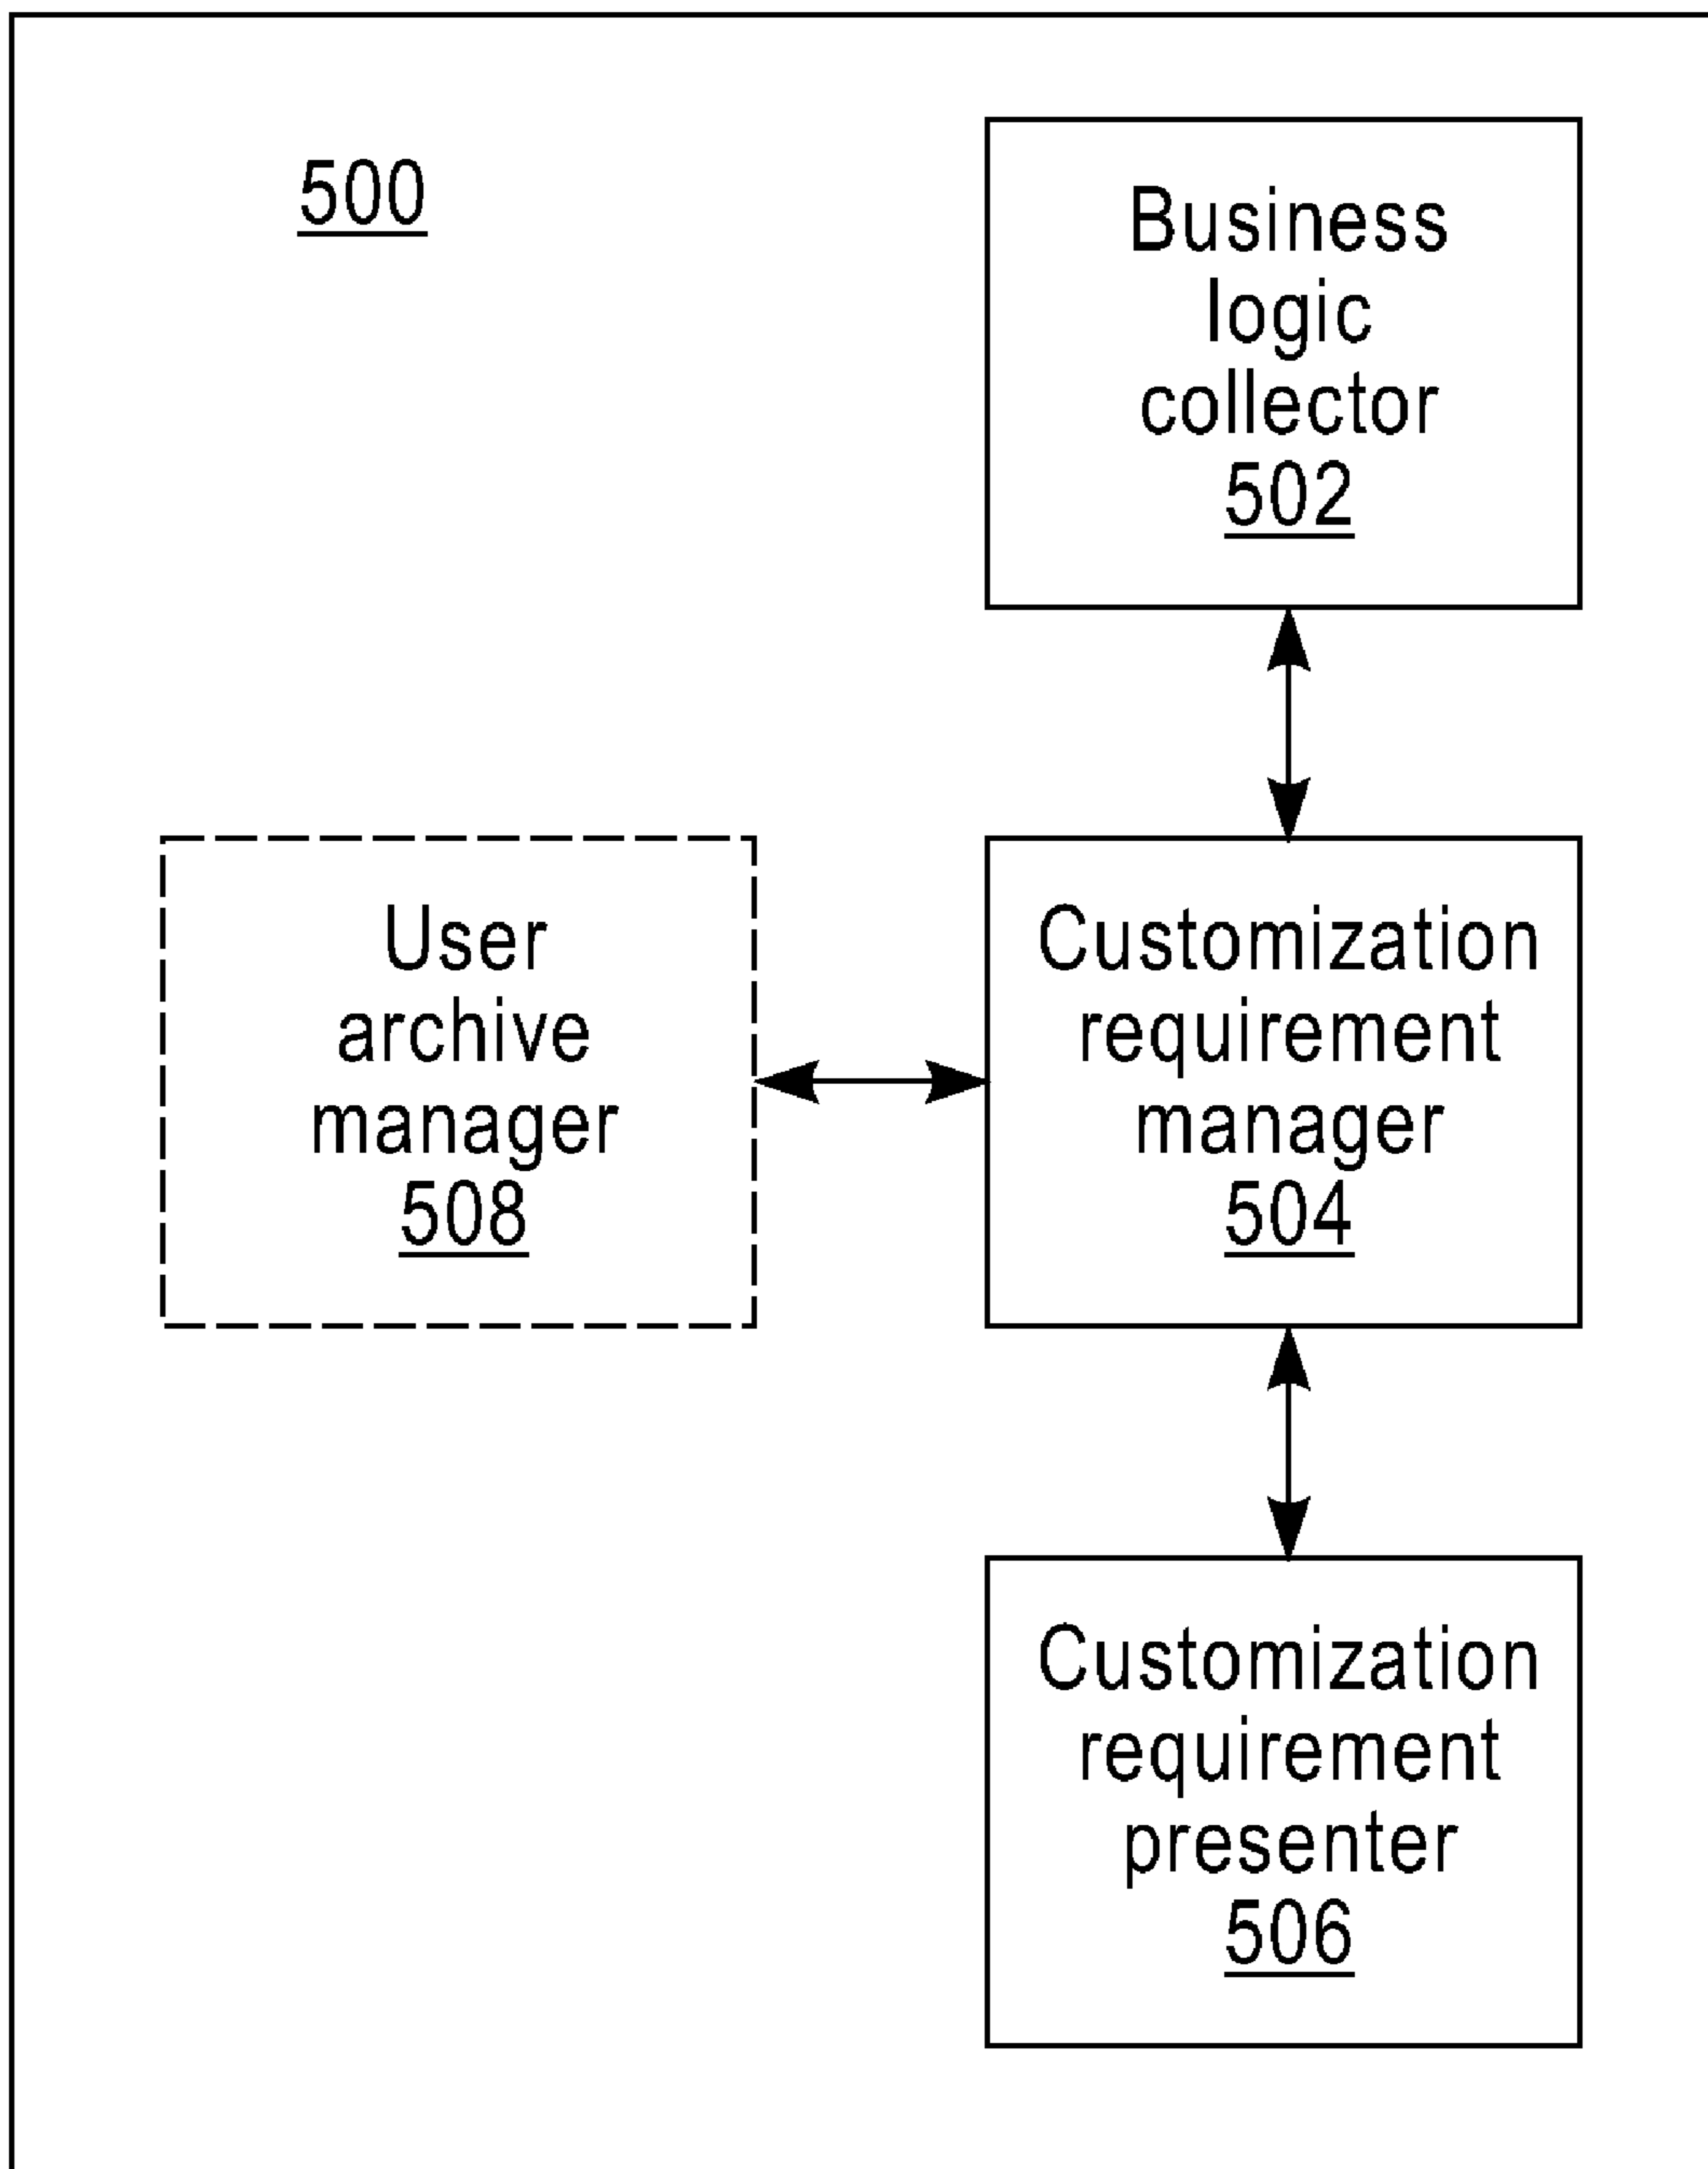 500
Business
logic
collector
502
User
archive
manager
508
Customization
requirement
manager
504
Customization
requirement
presenter
506